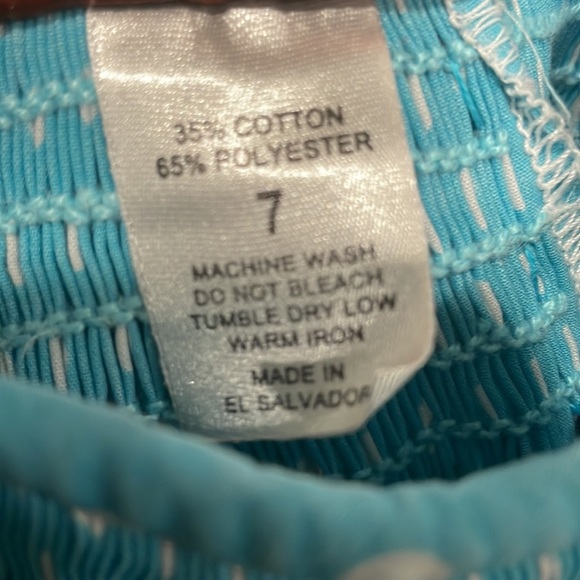 35% COTTON
65% POLYESTER
7
MACHINE WASH
DO NOT BLEACH
TUMBLE DRY LOW
WARM IRON
MADE IN
EL SALVADOR